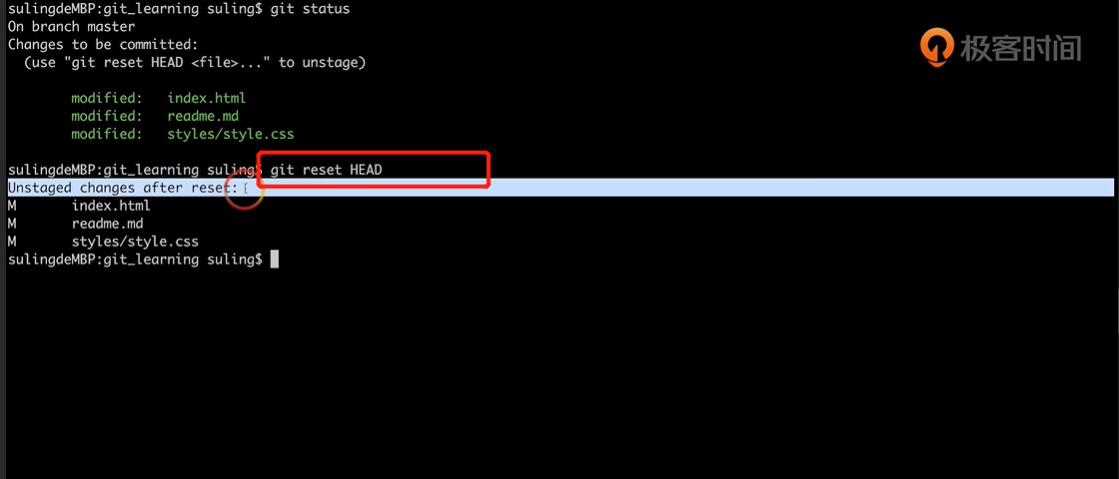 sulingdeMBP:git_learning suling$ git status
On branch master
Changes to be committed:
  (use "git reset HEAD <file>..." to unstage)
极客时间
        modified:   index.html
        modified:   readme.md
        modified:   styles/style.css
sulingdeMBP:git_learning suling$ git reset HEAD
Unstaged changes after reset:
M       index.html
M       readme.md
M       styles/style.css
sulingdeMBP:git_learning suling$